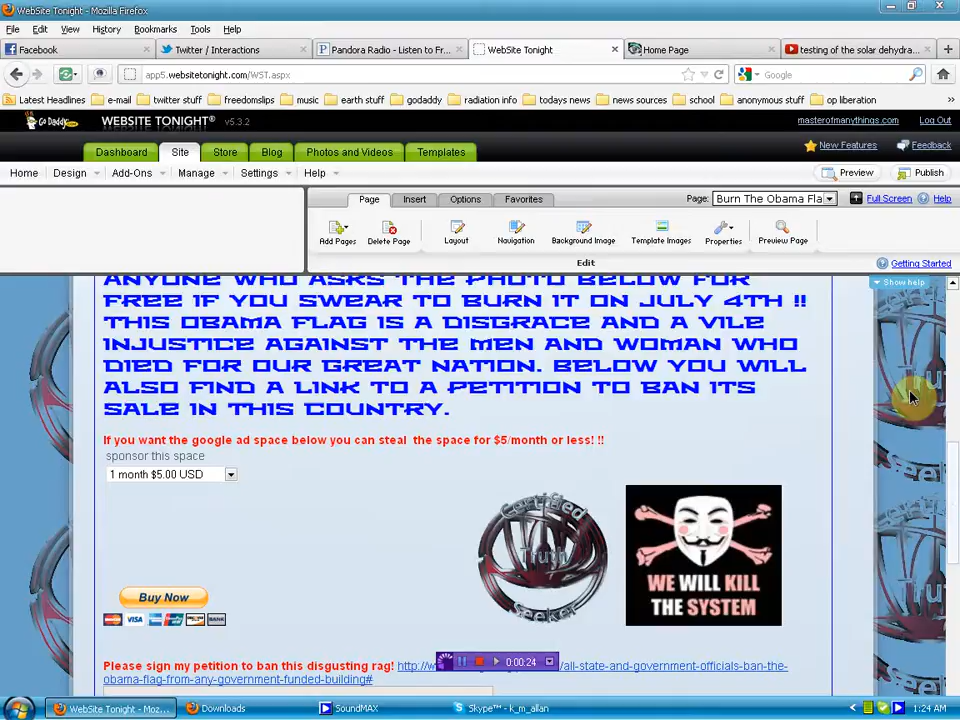 WebSite Tonight - Mozilla Firefox
File Edit View History Bookmarks Tools Help
Facebook Twitter / Interactions Pandora Radio - Listen to Fr... WebSite Tonight Home Page testing of the solar dehydra...
app5.websitetonight.com/WST.aspx Google
Latest Headlines e-mail twitter stuff freedomslips music earth stuff godaddy radiation info todays news news sources school anonymous stuff op liberation
Go Daddy WEBSITE TONIGHT® v5.3.2 masterofmanythings.com Log Out
Dashboard Site Store Blog Photos and Videos Templates New Features Feedback
Home Design Add-Ons Manage Settings Help Preview Publish
Page Insert Options Favorites Page: Burn The Obama Fla Full Screen Help
Add Pages Delete Page Layout Navigation Background Image Template Images Properties Preview Page
Edit Getting Started
Show help
ANYONE WHO ASKS THE PHOTO BELOW FOR
FREE IF YOU SWEAR TO BURN IT ON JULY 4TH !!
THIS OBAMA FLAG IS A DISGRACE AND A VILE
INJUSTICE AGAINST THE MEN AND WOMAN WHO
DIED FOR OUR GREAT NATION. BELOW YOU WILL
ALSO FIND A LINK TO A PETITION TO BAN ITS
SALE IN THIS COUNTRY.
If you want the google ad space below you can steal the space for $5/month or less! !!
sponsor this space
1 month $5.00 USD
Certified
Truth
Seeker
WE WILL KILL
THE SYSTEM
Buy Now
VISA BANK
Please sign my petition to ban this disgusting rag! http://w 0:00:24 /all-state-and-government-officials-ban-the-
obama-flag-from-any-government-funded-building#
WebSite Tonight - Moz... Downloads SoundMAX Skype™ - k_m_allan 1:24 AM